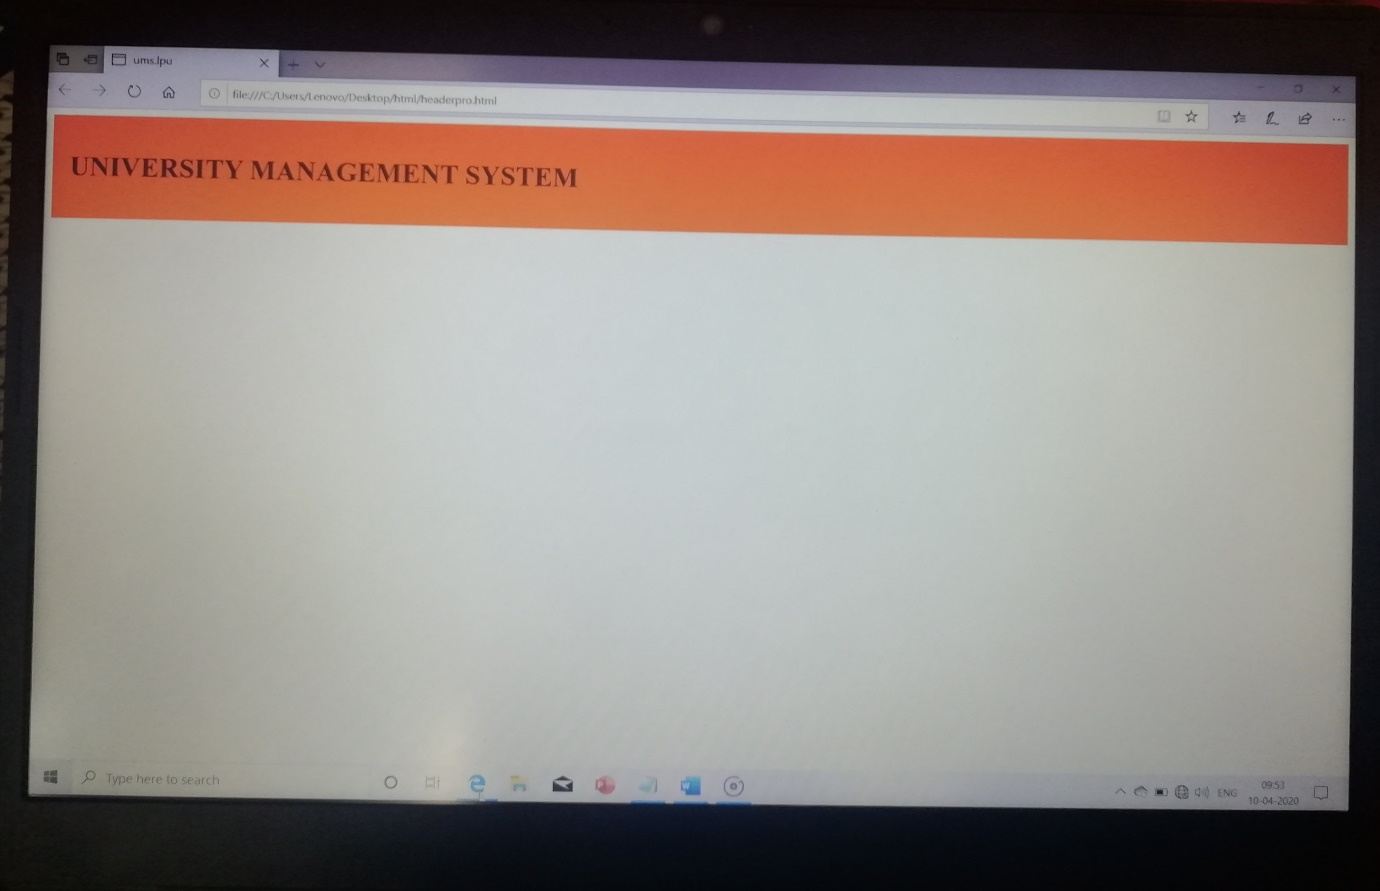 ums.lpu
file:///C:/Users/Lenovo/Desktop/html/headerpro.html
UNIVERSITY MANAGEMENT SYSTEM
Type here to search
ENG
09:53
10-04-2020